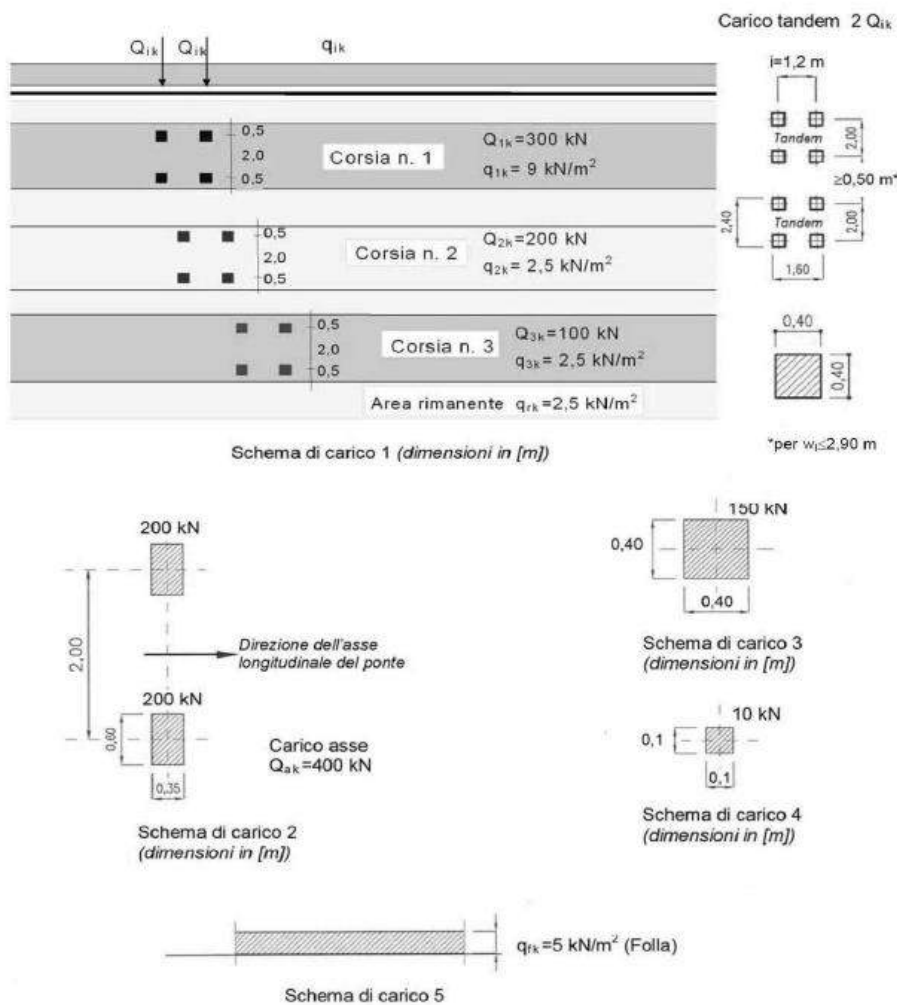 Carico tandem 2 Qik
Qik Qik qik
i=1,2 m
0,5
2,0
0,5
Corsia n. 1
Q1k=300 kN
q1k= 9 kN/m²
Tandem
2,00
≥0,50 m*
0,5
2,0
0,5
Corsia n. 2
Q2k=200 kN
q2k= 2,5 kN/m²
2,40
Tandem
2,00
1,60
0,5
2,0
0,5
Corsia n. 3
Q3k=100 kN
q3k= 2,5 kN/m²
0,40
0,40
Area rimanente qrk=2,5 kN/m²
Schema di carico 1 (dimensioni in [m])
*per wl≤2,90 m
200 kN
2,00
Direzione dell'asse
longitudinale del ponte
200 kN
0,60
0,35
Carico asse
Qak=400 kN
Schema di carico 2
(dimensioni in [m])
150 kN
0,40
0,40
Schema di carico 3
(dimensioni in [m])
10 kN
0,1
0,1
Schema di carico 4
(dimensioni in [m])
qfk=5 kN/m² (Folla)
Schema di carico 5